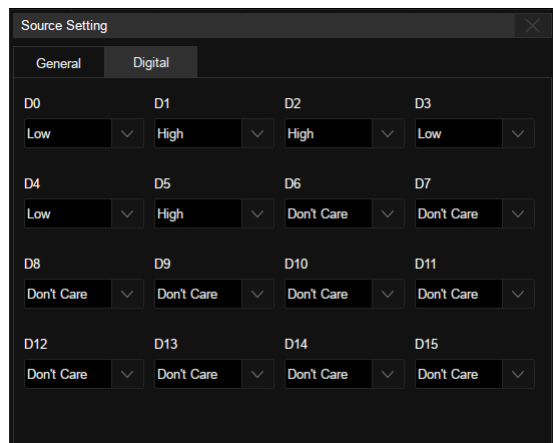 Source Setting
General Digital
D0 D1 D2 D3
Low High High Low
D4 D5 D6 D7
Low High Don't Care Don't Care
D8 D9 D10 D11
Don't Care Don't Care Don't Care Don't Care
D12 D13 D14 D15
Don't Care Don't Care Don't Care Don't Care